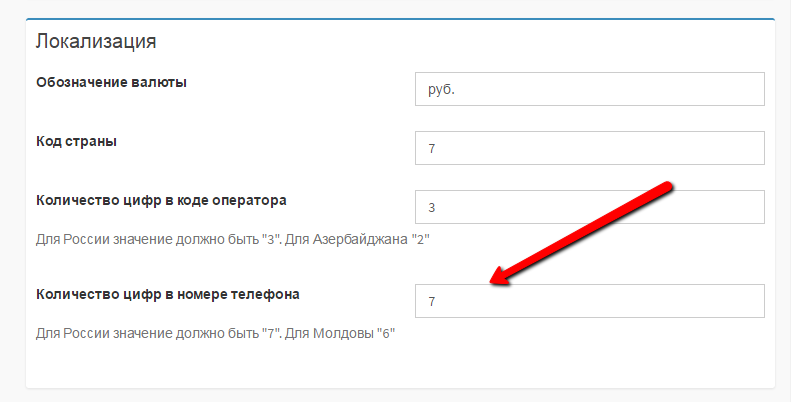 Локализация
Обозначение валюты
руб.
Код страны
7
Количество цифр в коде оператора
3
Для России значение должно быть "3". Для Азербайджана "2"
Количество цифр в номере телефона
7
Для России значение должно быть "7". Для Молдовы "6"